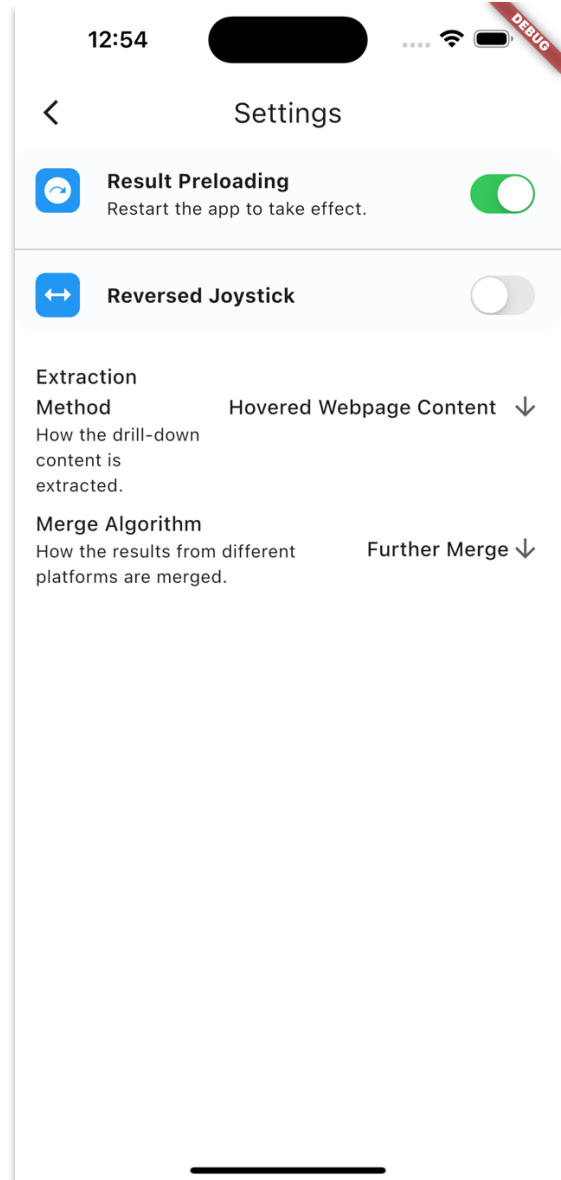 12:54
DEBUG
Settings
Result Preloading
Restart the app to take effect.
Reversed Joystick
Extraction
Method
How the drill-down
content is
extracted.
Hovered Webpage Content
Merge Algorithm
How the results from different
platforms are merged.
Further Merge